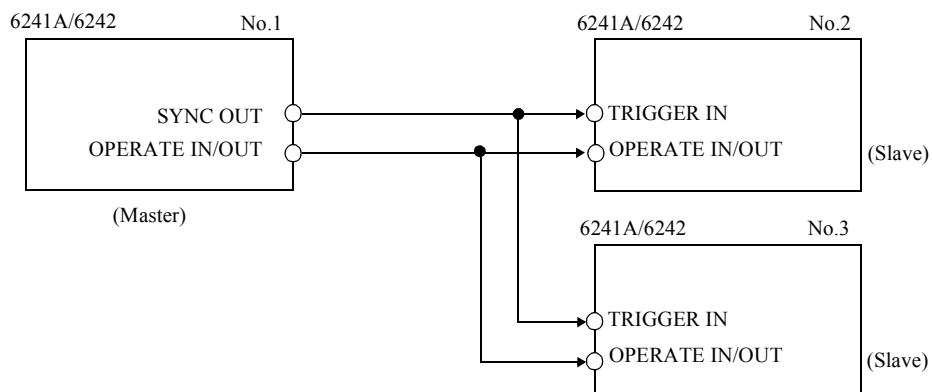 6241A/6242 No.1
SYNC OUT
OPERATE IN/OUT
(Master)
6241A/6242 No.2
TRIGGER IN
OPERATE IN/OUT
(Slave)
6241A/6242 No.3
TRIGGER IN
OPERATE IN/OUT
(Slave)